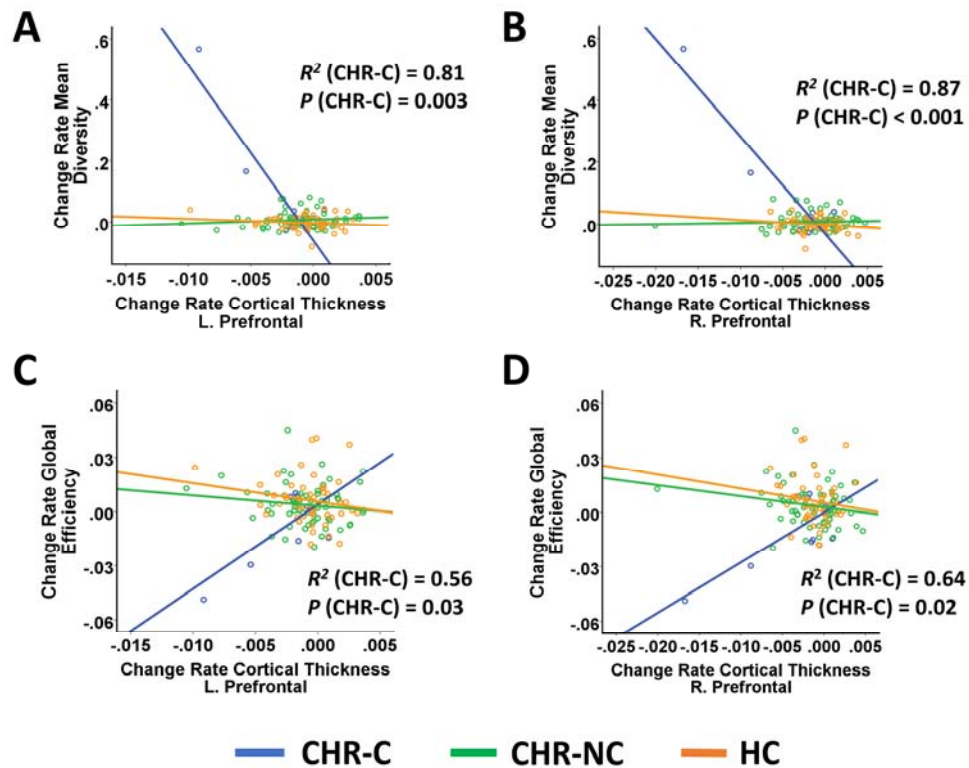 A
.6
.4
.2
.0
Change Rate Mean
Diversity
R² (CHR-C) = 0.81
P (CHR-C) = 0.003
-.015 -.010 -.005 .000 .005
Change Rate Cortical Thickness
L. Prefrontal
B
.6
.4
.2
.0
Change Rate Mean
Diversity
R² (CHR-C) = 0.87
P (CHR-C) < 0.001
-.025 -.020 -.015 -.010 -.005 .000 .005
Change Rate Cortical Thickness
R. Prefrontal
C
.06
.03
.00
-.03
-.06
Change Rate Global
Efficiency
R² (CHR-C) = 0.56
P (CHR-C) = 0.03
-.015 -.010 -.005 .000 .005
Change Rate Cortical Thickness
L. Prefrontal
D
.06
.03
.00
-.03
-.06
Change Rate Global
Efficiency
R² (CHR-C) = 0.64
P (CHR-C) = 0.02
-.025 -.020 -.015 -.010 -.005 .000 .005
Change Rate Cortical Thickness
R. Prefrontal
CHR-C CHR-NC HC